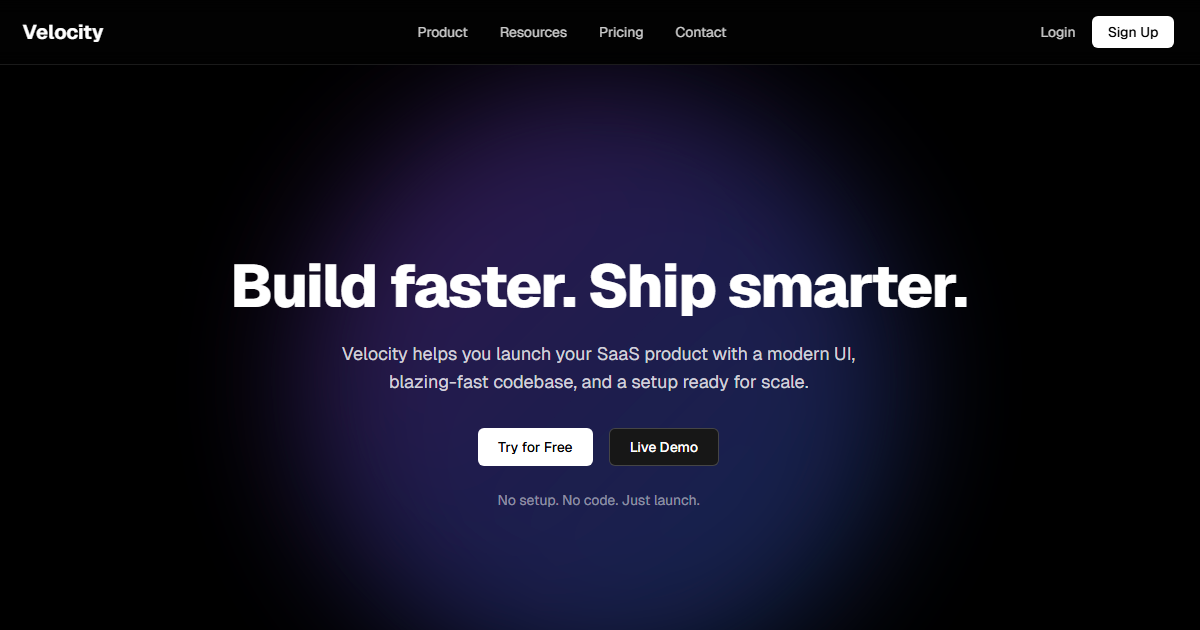 Velocity
Product
Resources
Pricing
Contact
Login
Sign Up
Build faster. Ship smarter.
Velocity helps you launch your SaaS product with a modern UI,
blazing-fast codebase, and a setup ready for scale.
Try for Free
Live Demo
No setup. No code. Just launch.